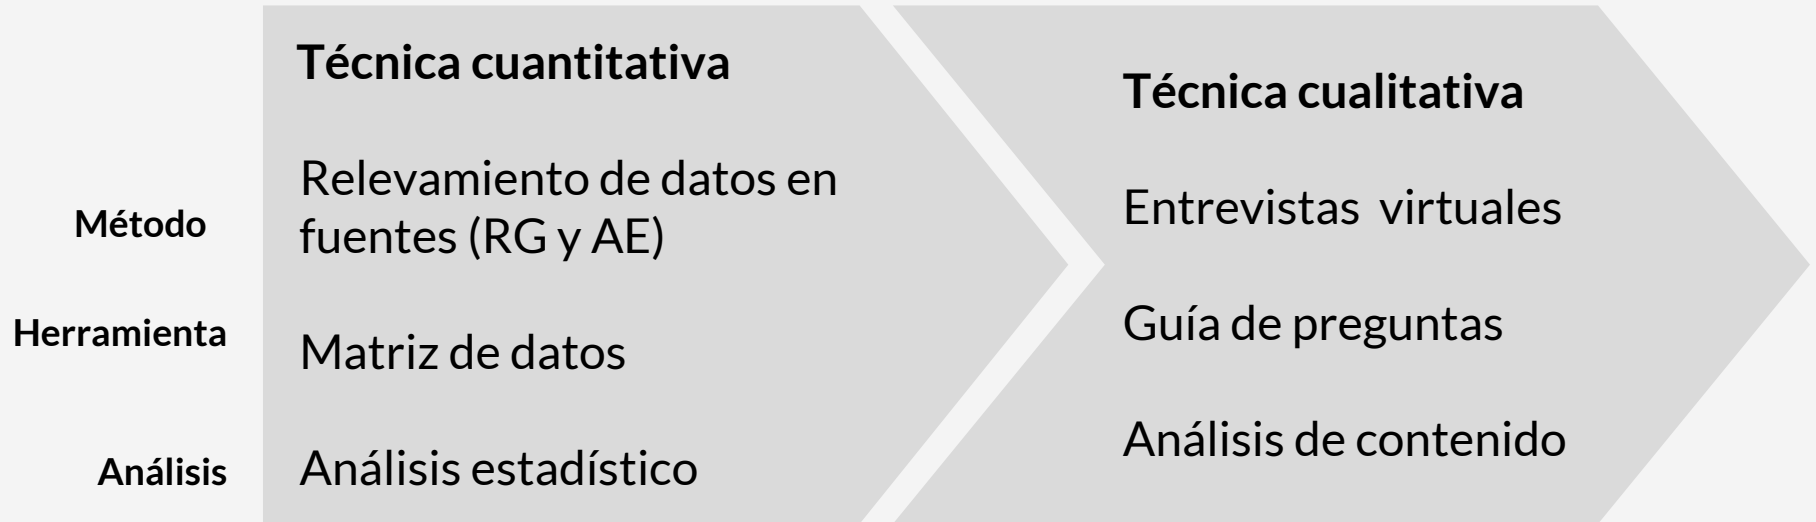 Técnica cuantitativa
Técnica cualitativa
Método
Relevamiento de datos en
fuentes (RG y AE)
Entrevistas virtuales
Herramienta
Matriz de datos
Guía de preguntas
Análisis
Análisis estadístico
Análisis de contenido